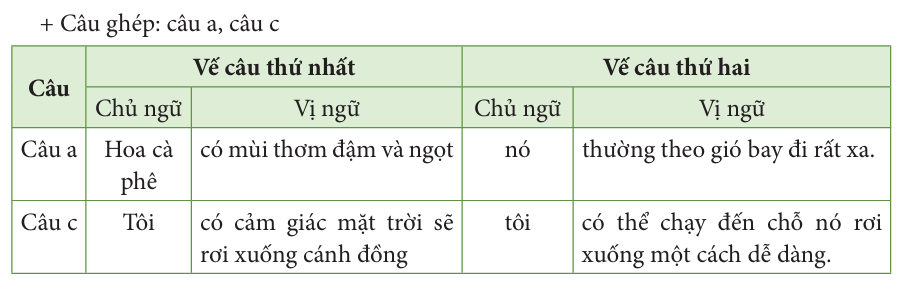 + Câu ghép: câu a, câu c
Câu
Vế câu thứ nhất
Vế câu thứ hai
Chủ ngữ
Vị ngữ
Chủ ngữ
Vị ngữ
Câu a
Hoa cà
phê
có mùi thơm đậm và ngọt
nó
thường theo gió bay đi rất xa.
Câu c
Tôi
có cảm giác mặt trời sẽ
rơi xuống cánh đồng
tôi
có thể chạy đến chỗ nó rơi
xuống một cách dễ dàng.